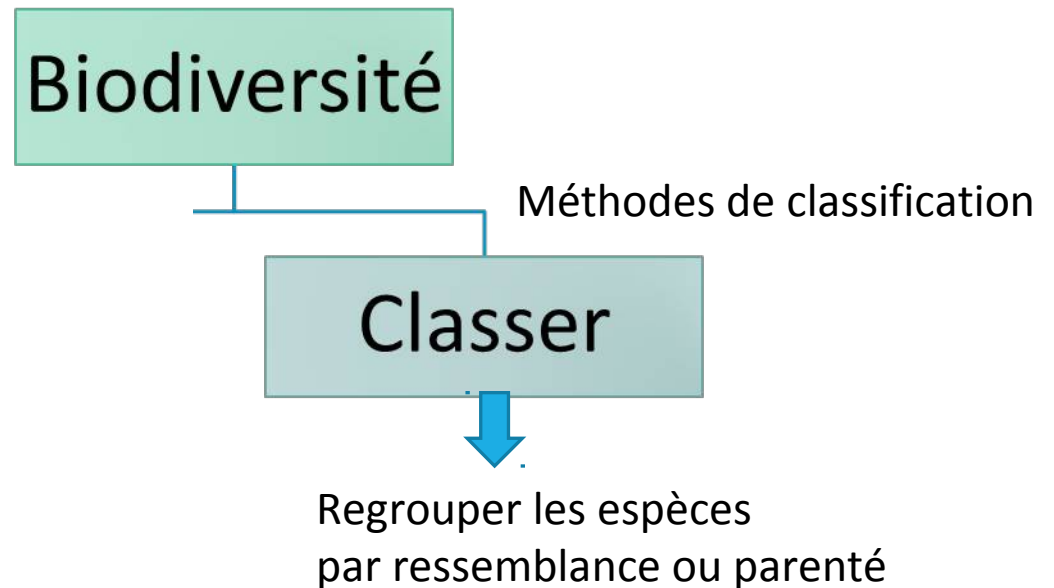 Biodiversité
Méthodes de classification
Classer
Regrouper les espèces
par ressemblance ou parenté